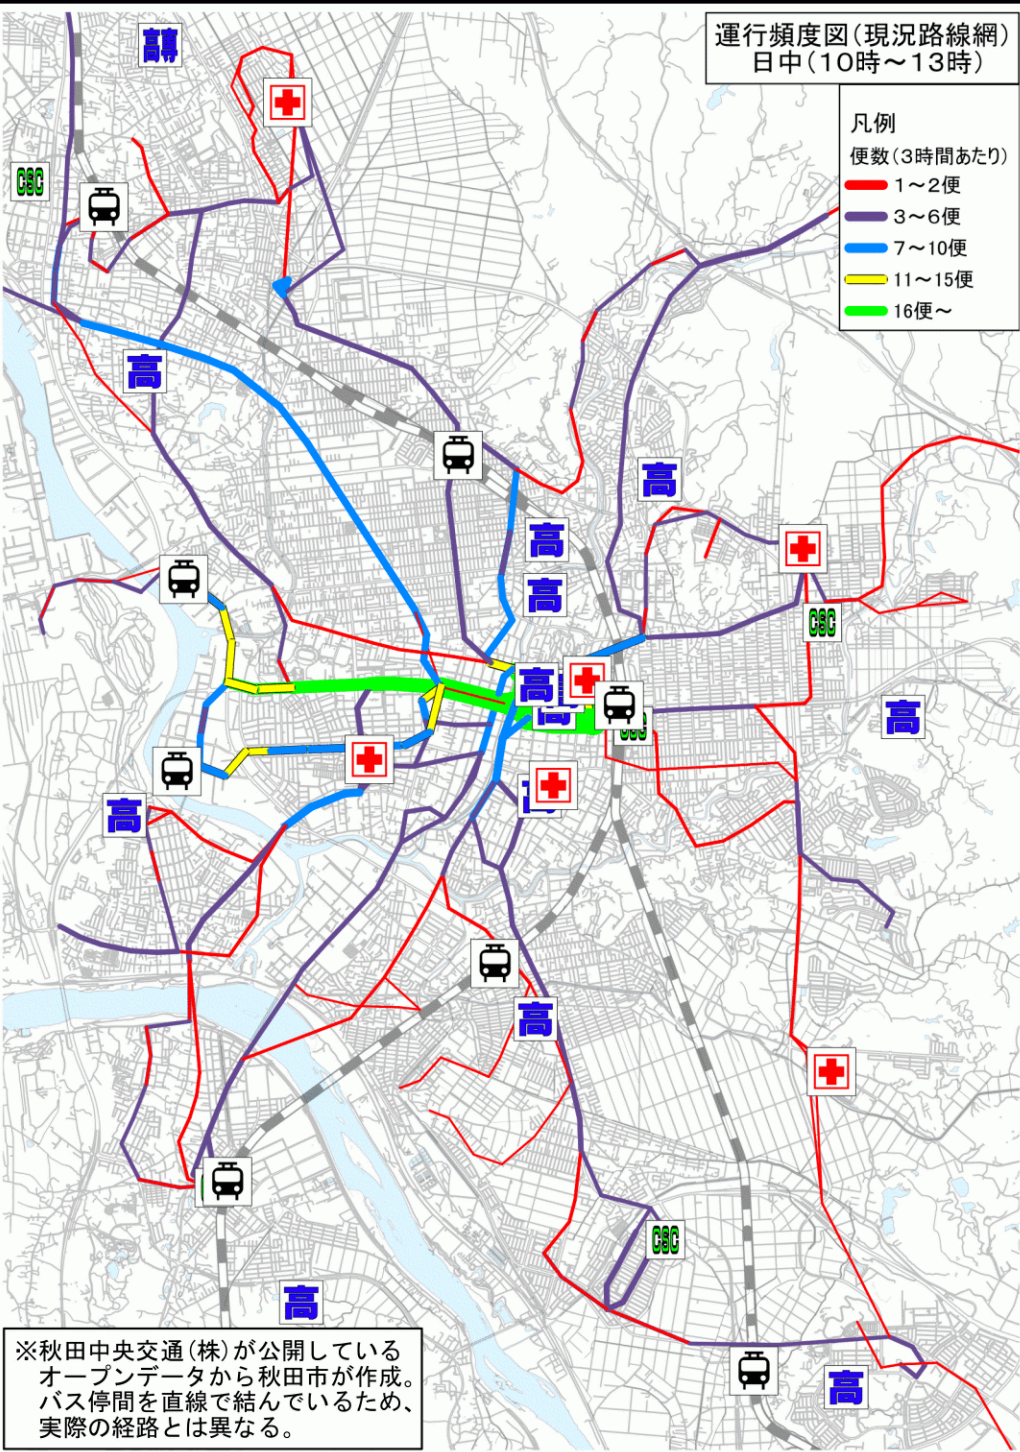 運行頻度図(現況路線網)
日中(10時～13時)
凡例
便数(3時間あたり)
1～2便
3～6便
7～10便
11～15便
16便～
高専
CSC
高
高
高
高
CSC
高
高
高
CSC
高
高
高
CSC
高
高
※秋田中央交通(株)が公開している
オープンデータから秋田市が作成。
バス停間を直線で結んでいるため、
実際の経路とは異なる。